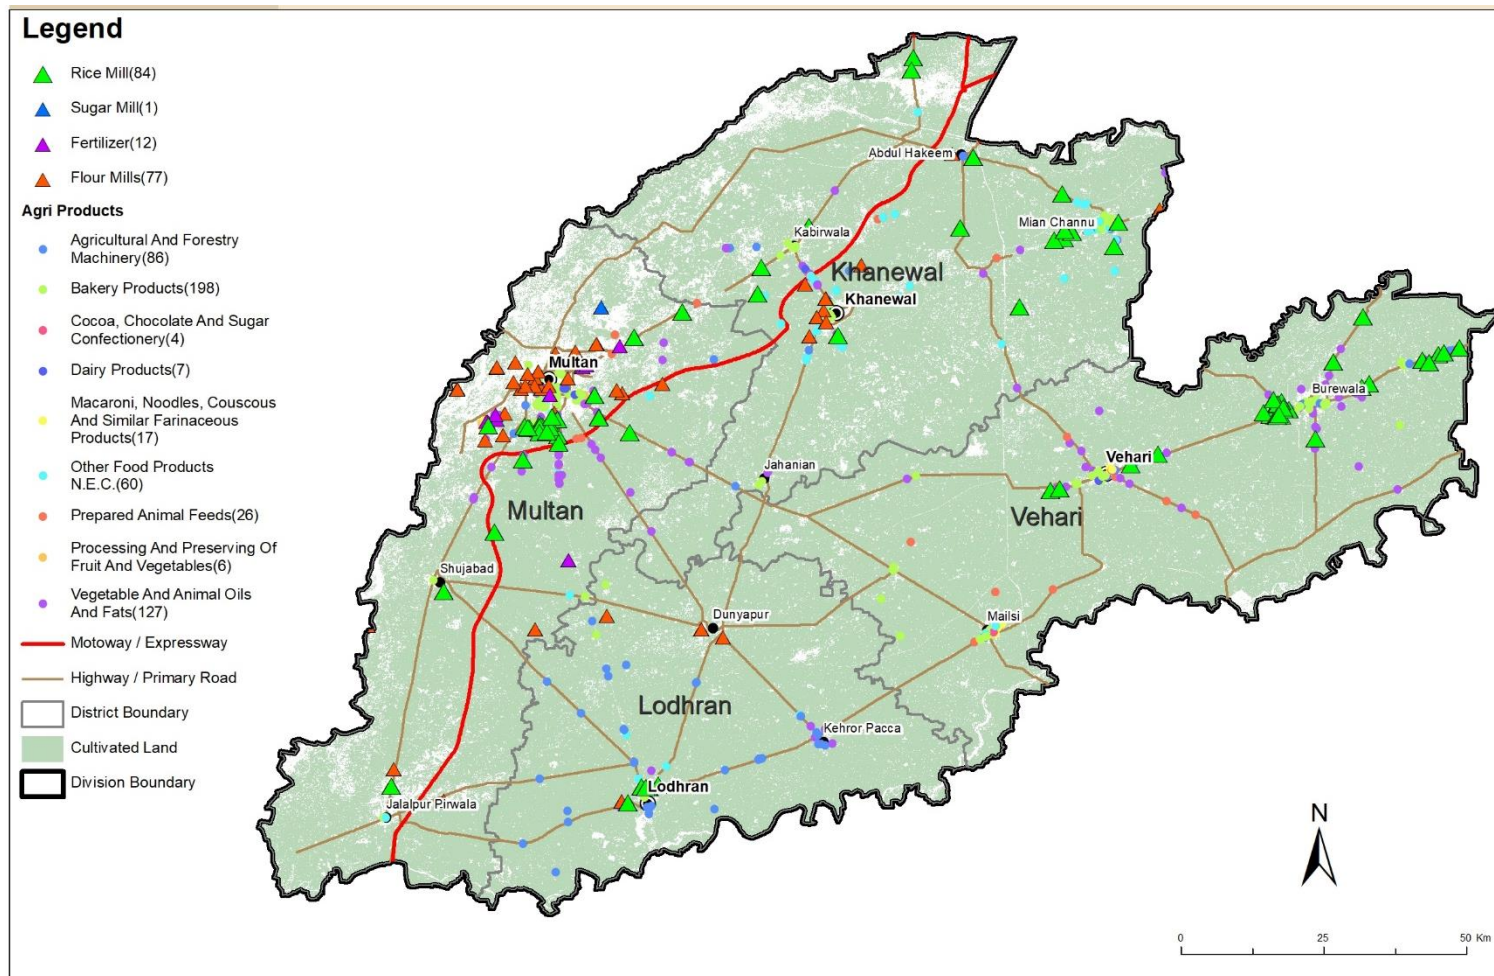 Legend
Rice Mill(84)
Sugar Mill(1)
Fertilizer(12)
Flour Mills(77)
Agri Products
Agricultural And Forestry
Machinery(86)
Bakery Products(198)
Cocoa, Chocolate And Sugar
Confectionery(4)
Dairy Products(7)
Macaroni, Noodles, Couscous
And Similar Farinaceous
Products(17)
Other Food Products
N.E.C.(60)
Prepared Animal Feeds(26)
Processing And Preserving Of
Fruit And Vegetables(6)
Vegetable And Animal Oils
And Fats(127)
Motoway / Expressway
Highway / Primary Road
District Boundary
Cultivated Land
Division Boundary
Abdul Hakeem
Mian Channu
Kabirwala
Khanewal
Khanewal
Multan
Burewala
Vehari
Jahanian
Multan
Vehari
Shujabad
Dunyapur
Mailsi
Lodhran
Kehror Pacca
Lodhran
Jalalpur Pirwala
N
0 25 50 Km